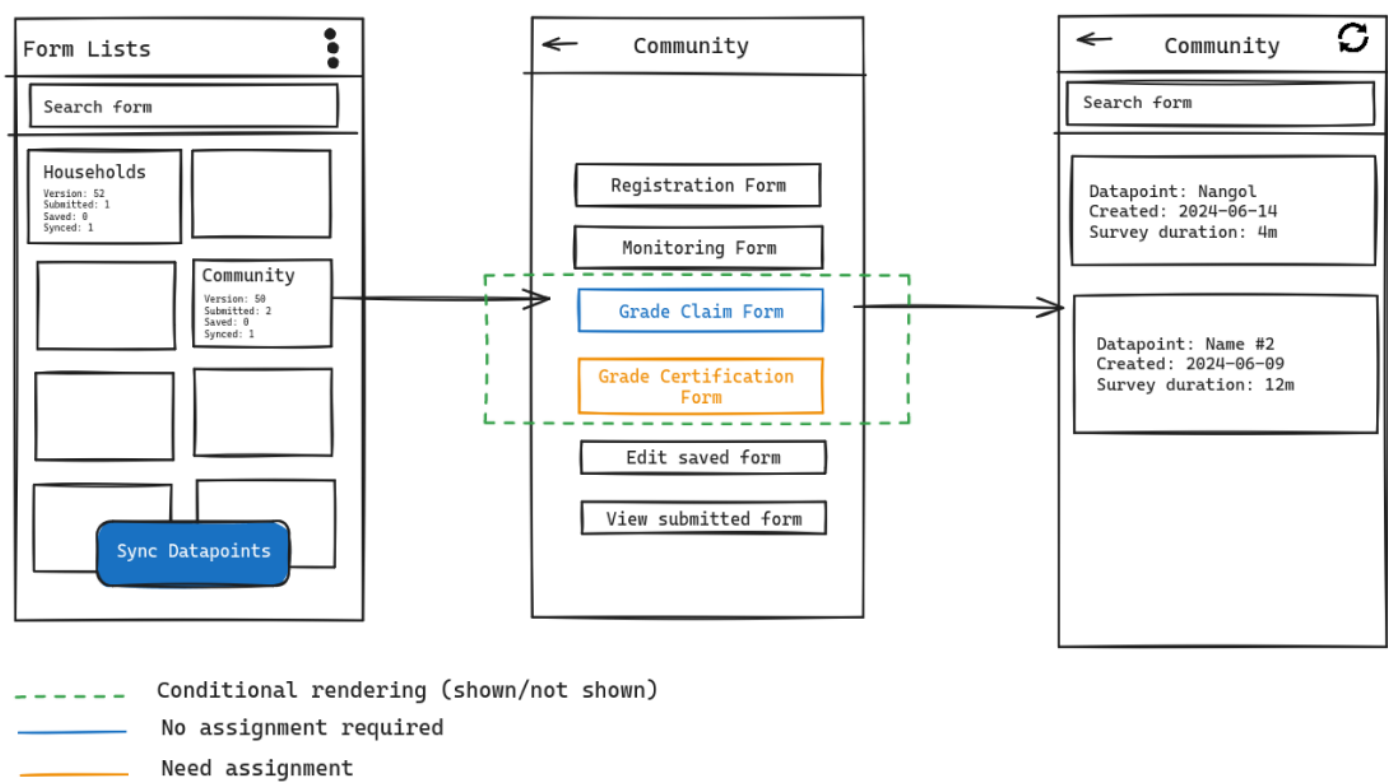 Form Lists
Search form
Households
Version: 52
Submitted: 1
Saved: 0
Synced: 1
Community
Version: 50
Submitted: 2
Saved: 0
Synced: 1
Sync Datapoints
Community
Registration Form
Monitoring Form
Grade Claim Form
Grade Certification
Form
Edit saved form
View submitted form
Community
Search form
Datapoint: Nangol
Created: 2024-06-14
Survey duration: 4m
Datapoint: Name #2
Created: 2024-06-09
Survey duration: 12m
Conditional rendering (shown/not shown)
No assignment required
Need assignment